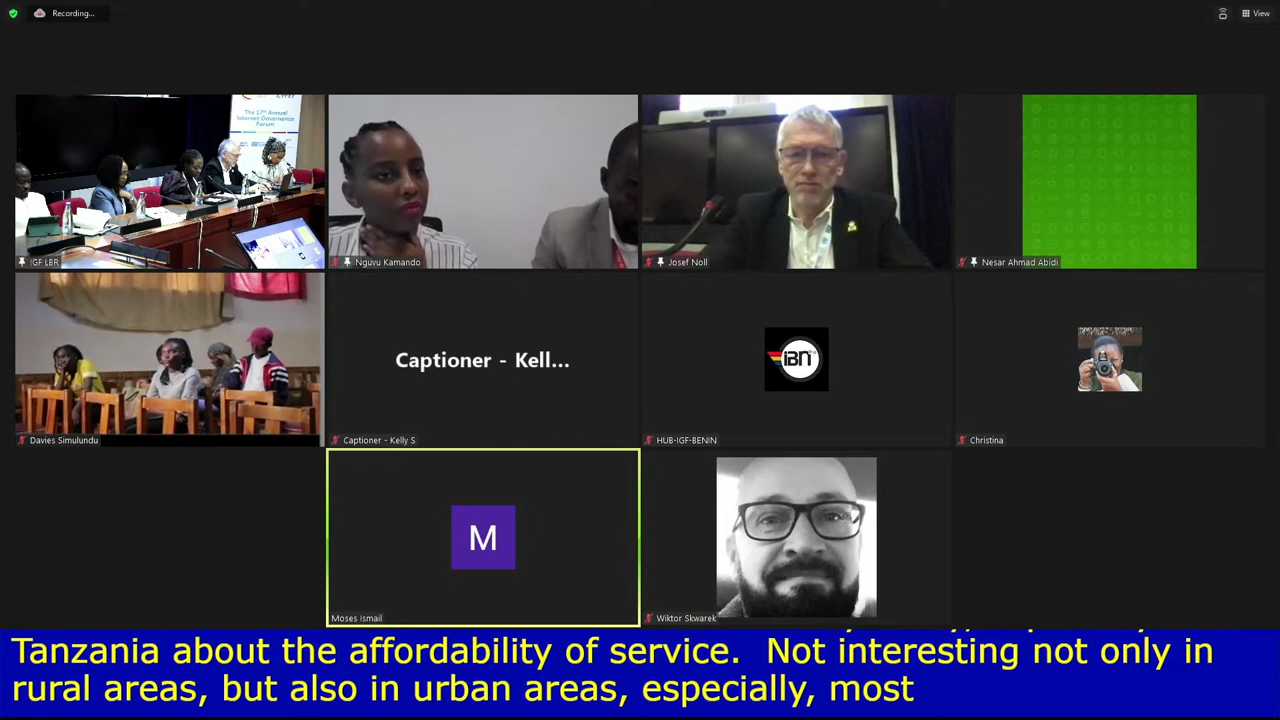 Recording...
View
The 17th Annual
Internet Governance
Forum
IGF LBR
Nguvu Kamando
Josef Noll
Nesar Ahmad Abidi
Davies Simulundu
Captioner - Kell...
Captioner - Kelly S
iBN
HUB-IGF-BENIN
Christina
M
Moses Ismail
Wiktor Skwarek
Tanzania about the affordability of service.  Not interesting not only in
rural areas, but also in urban areas, especially, most